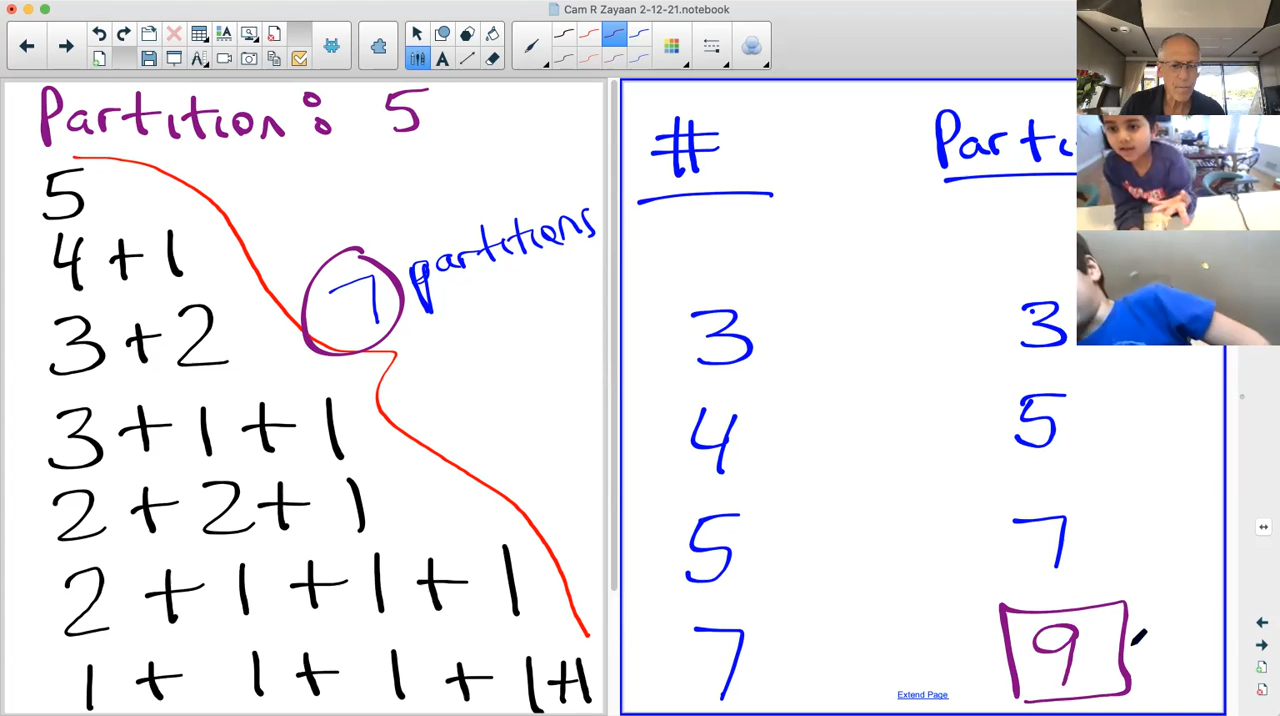 Cam R Zayaan 2-12-21.notebook
Partition: 5
5
4 + 1
3 + 2
7 partitions
3 + 1 + 1
2 + 2 + 1
2 + 1 + 1 + 1
1 + 1 + 1 + 1 + 1
# Parti
3 3
4 5
5 7
7 9
Extend Page